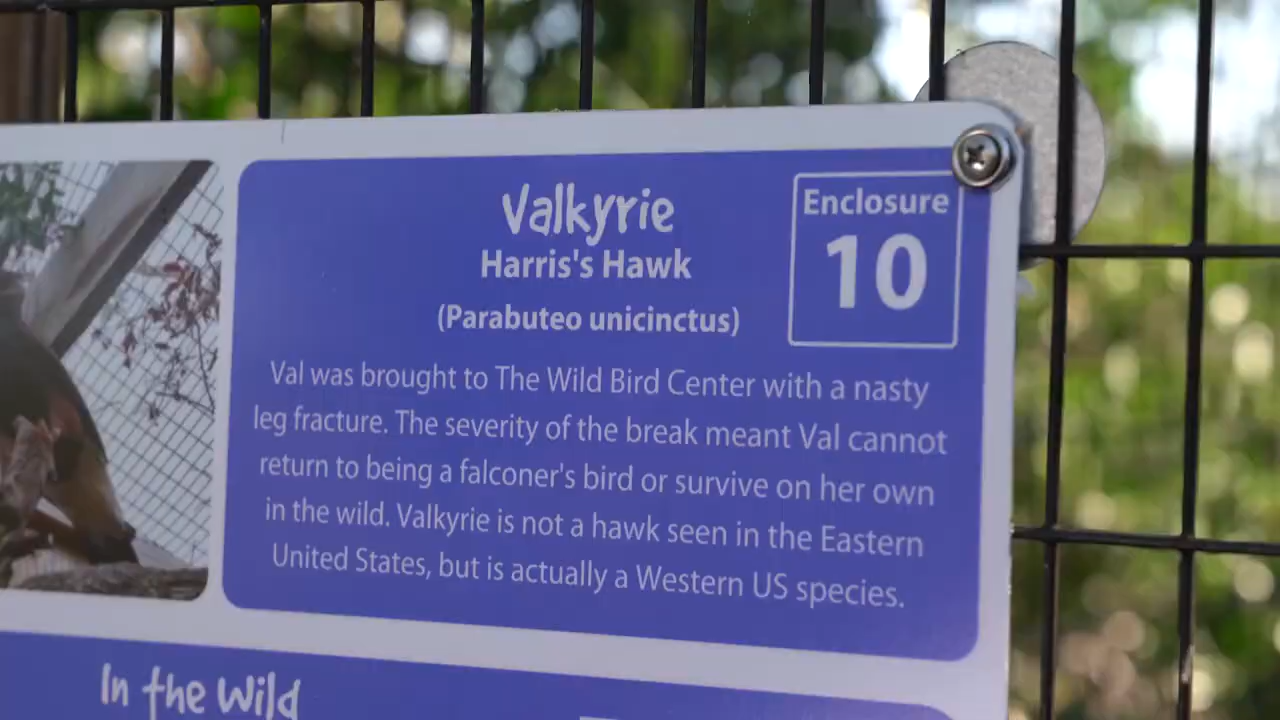 Valkyrie
Harris's Hawk
(Parabuteo unicinctus)
Enclosure
10
Val was brought to The Wild Bird Center with a nasty
leg fracture. The severity of the break meant Val cannot
return to being a falconer's bird or survive on her own
in the wild. Valkyrie is not a hawk seen in the Eastern
United States, but is actually a Western US species.
In the Wild